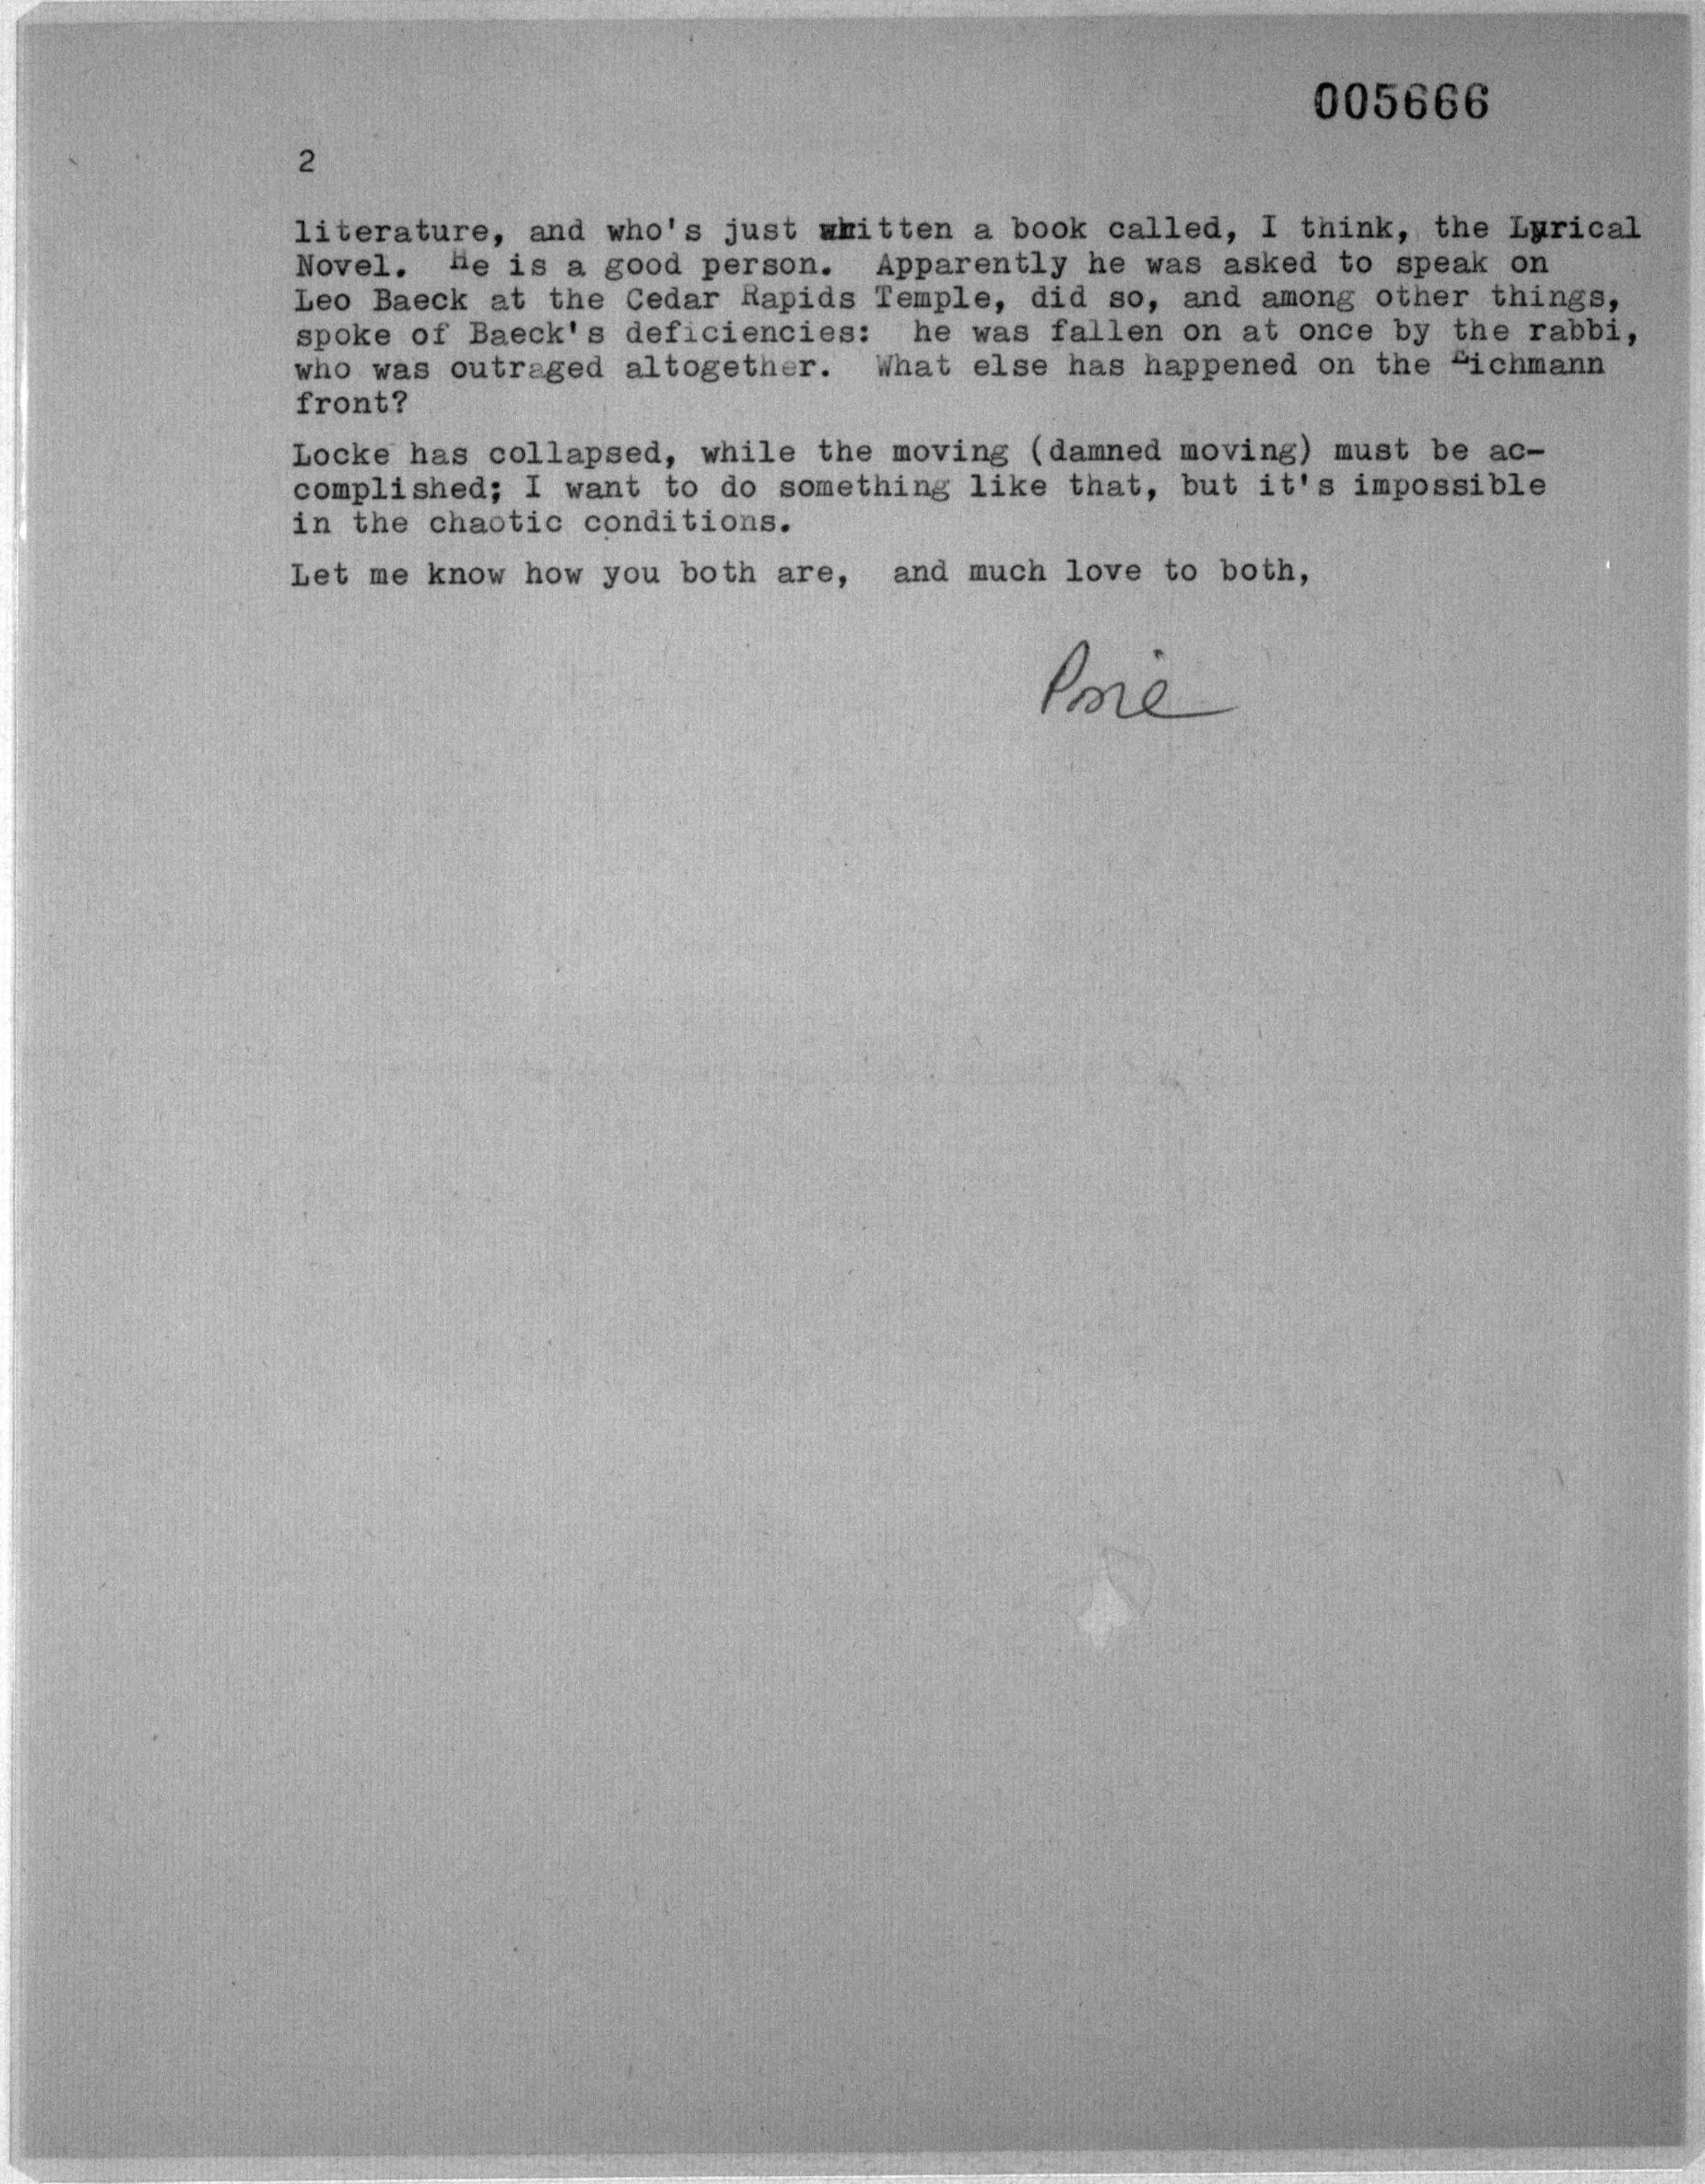 005666
2
literature, and who's just written a book called, I think, the Lyrical
Novel. He is a good person. Apparently he was asked to speak on
Leo Baeck at the Cedar Rapids Temple, did so, and among other things,
spoke of Baeck's deficiencies: he was fallen on at once by the rabbi,
who was outraged altogether. What else has happened on the Eichmann
front?
Locke has collapsed, while the moving (damned moving) must be ac-
complished; I want to do something like that, but it's impossible
in the chaotic conditions.
Let me know how you both are, and much love to both,